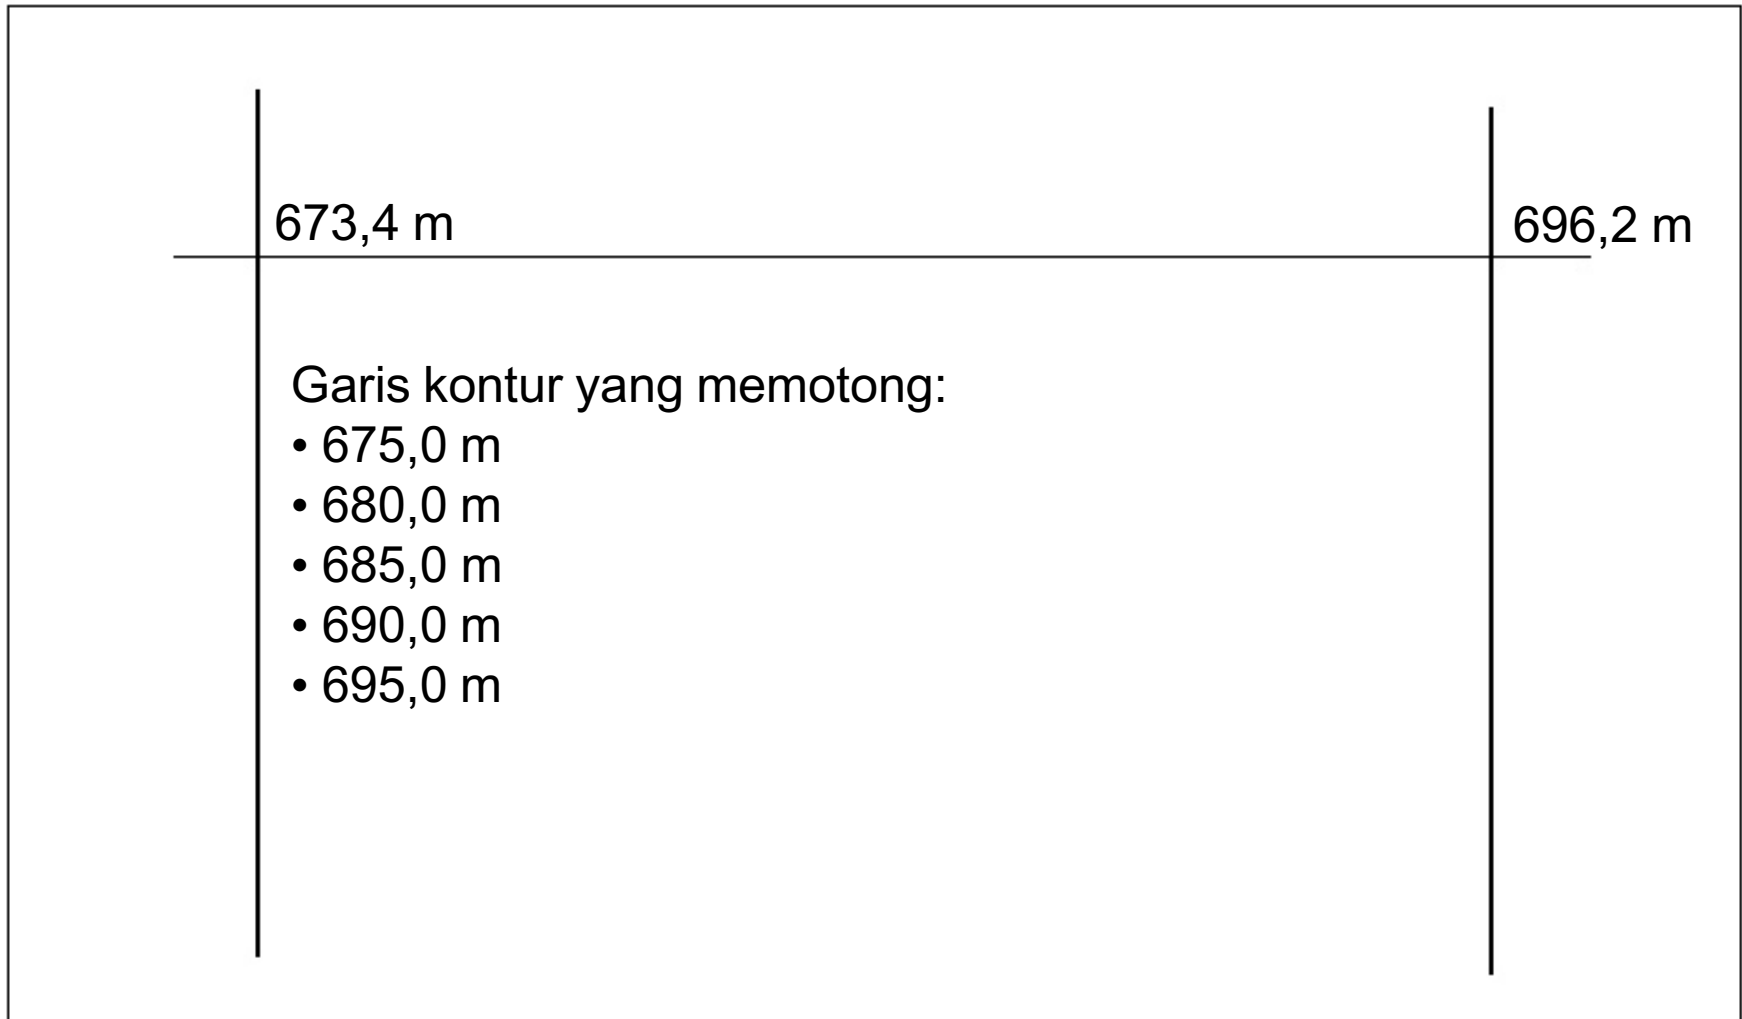 673,4 m
696,2 m
Garis kontur yang memotong:
• 675,0 m
• 680,0 m
• 685,0 m
• 690,0 m
• 695,0 m